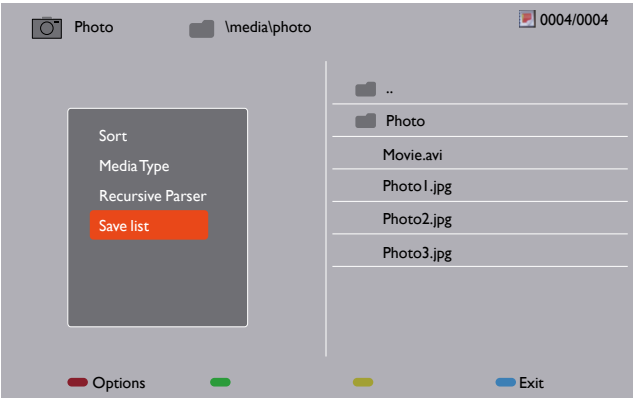 Photo
\media\photo
0004/0004
Sort
Media Type
Recursive Parser
Save list
..
Photo
Movie.avi
Photo1.jpg
Photo2.jpg
Photo3.jpg
Options
Exit